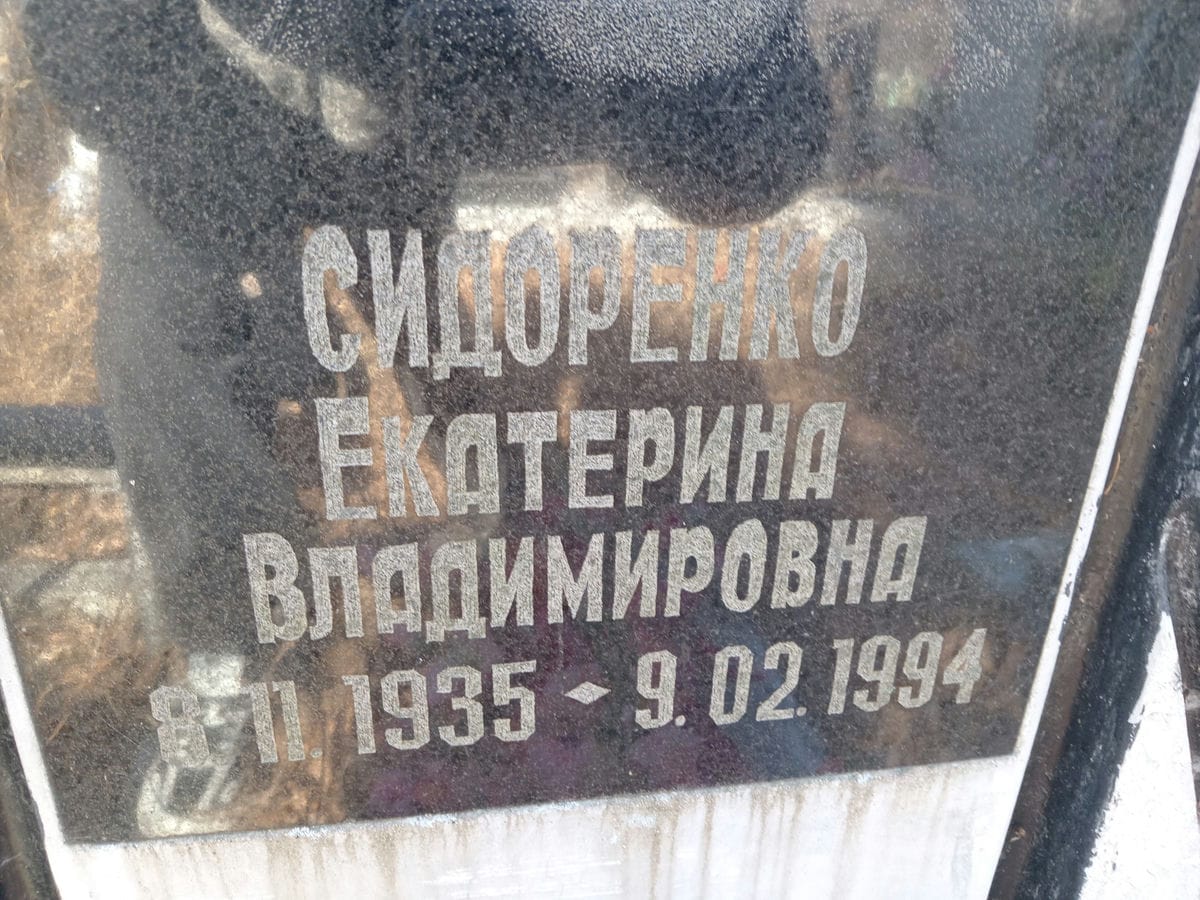 СИДОРЕНКО
ЕКАТЕРИНА
ВЛАДИМИРОВНА
8. 11. 1935 9. 02. 1994